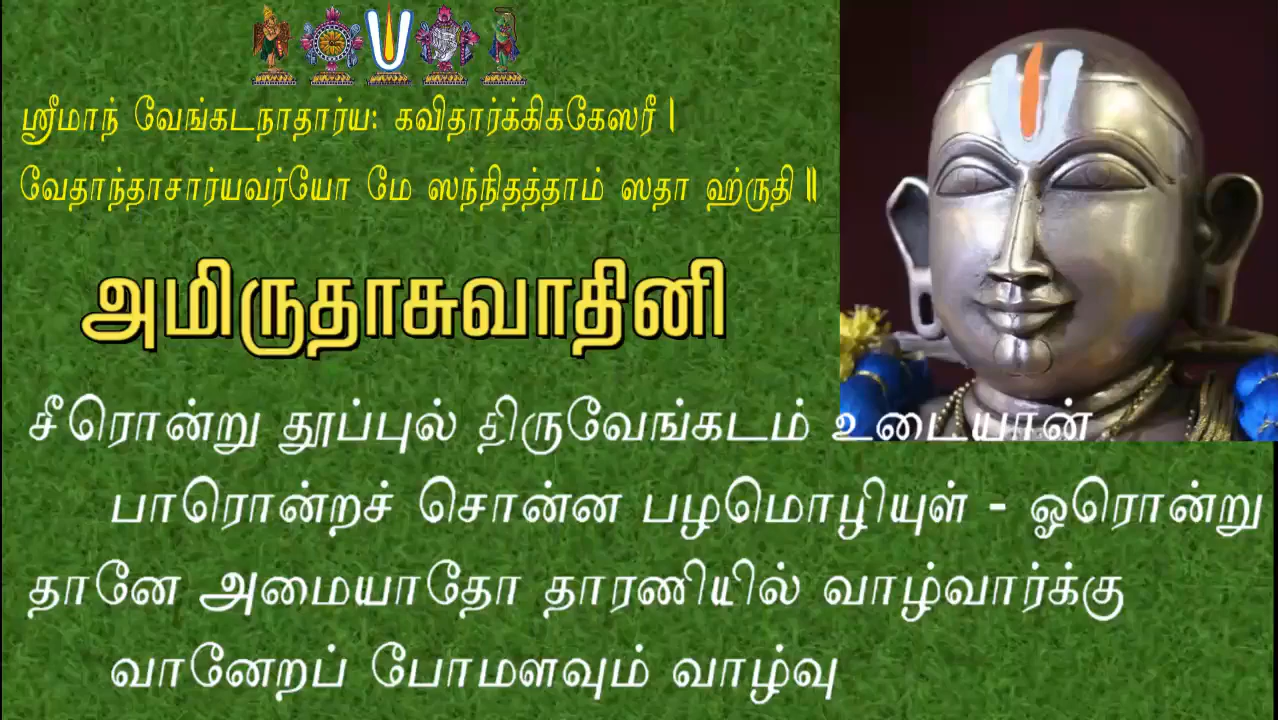 ஸ்ரீமாந் வேங்கடநாதார்ய: கவிதார்க்கிககேஸரீ |
வேதாந்தாசார்யவர்யோ மே ஸந்நிதத்தாம் ஸதா ஹ்ருதி ||
அமிருதாசுவாதினி
சீரொன்று தூப்புல் திருவேங்கடம் உடையான்
பாரொன்றச் சொன்ன பழமொழியுள் - ஓரொன்று
தானே அமையாதோ தாரணியில் வாழ்வார்க்கு
வானேறப் போமளவும் வாழ்வு